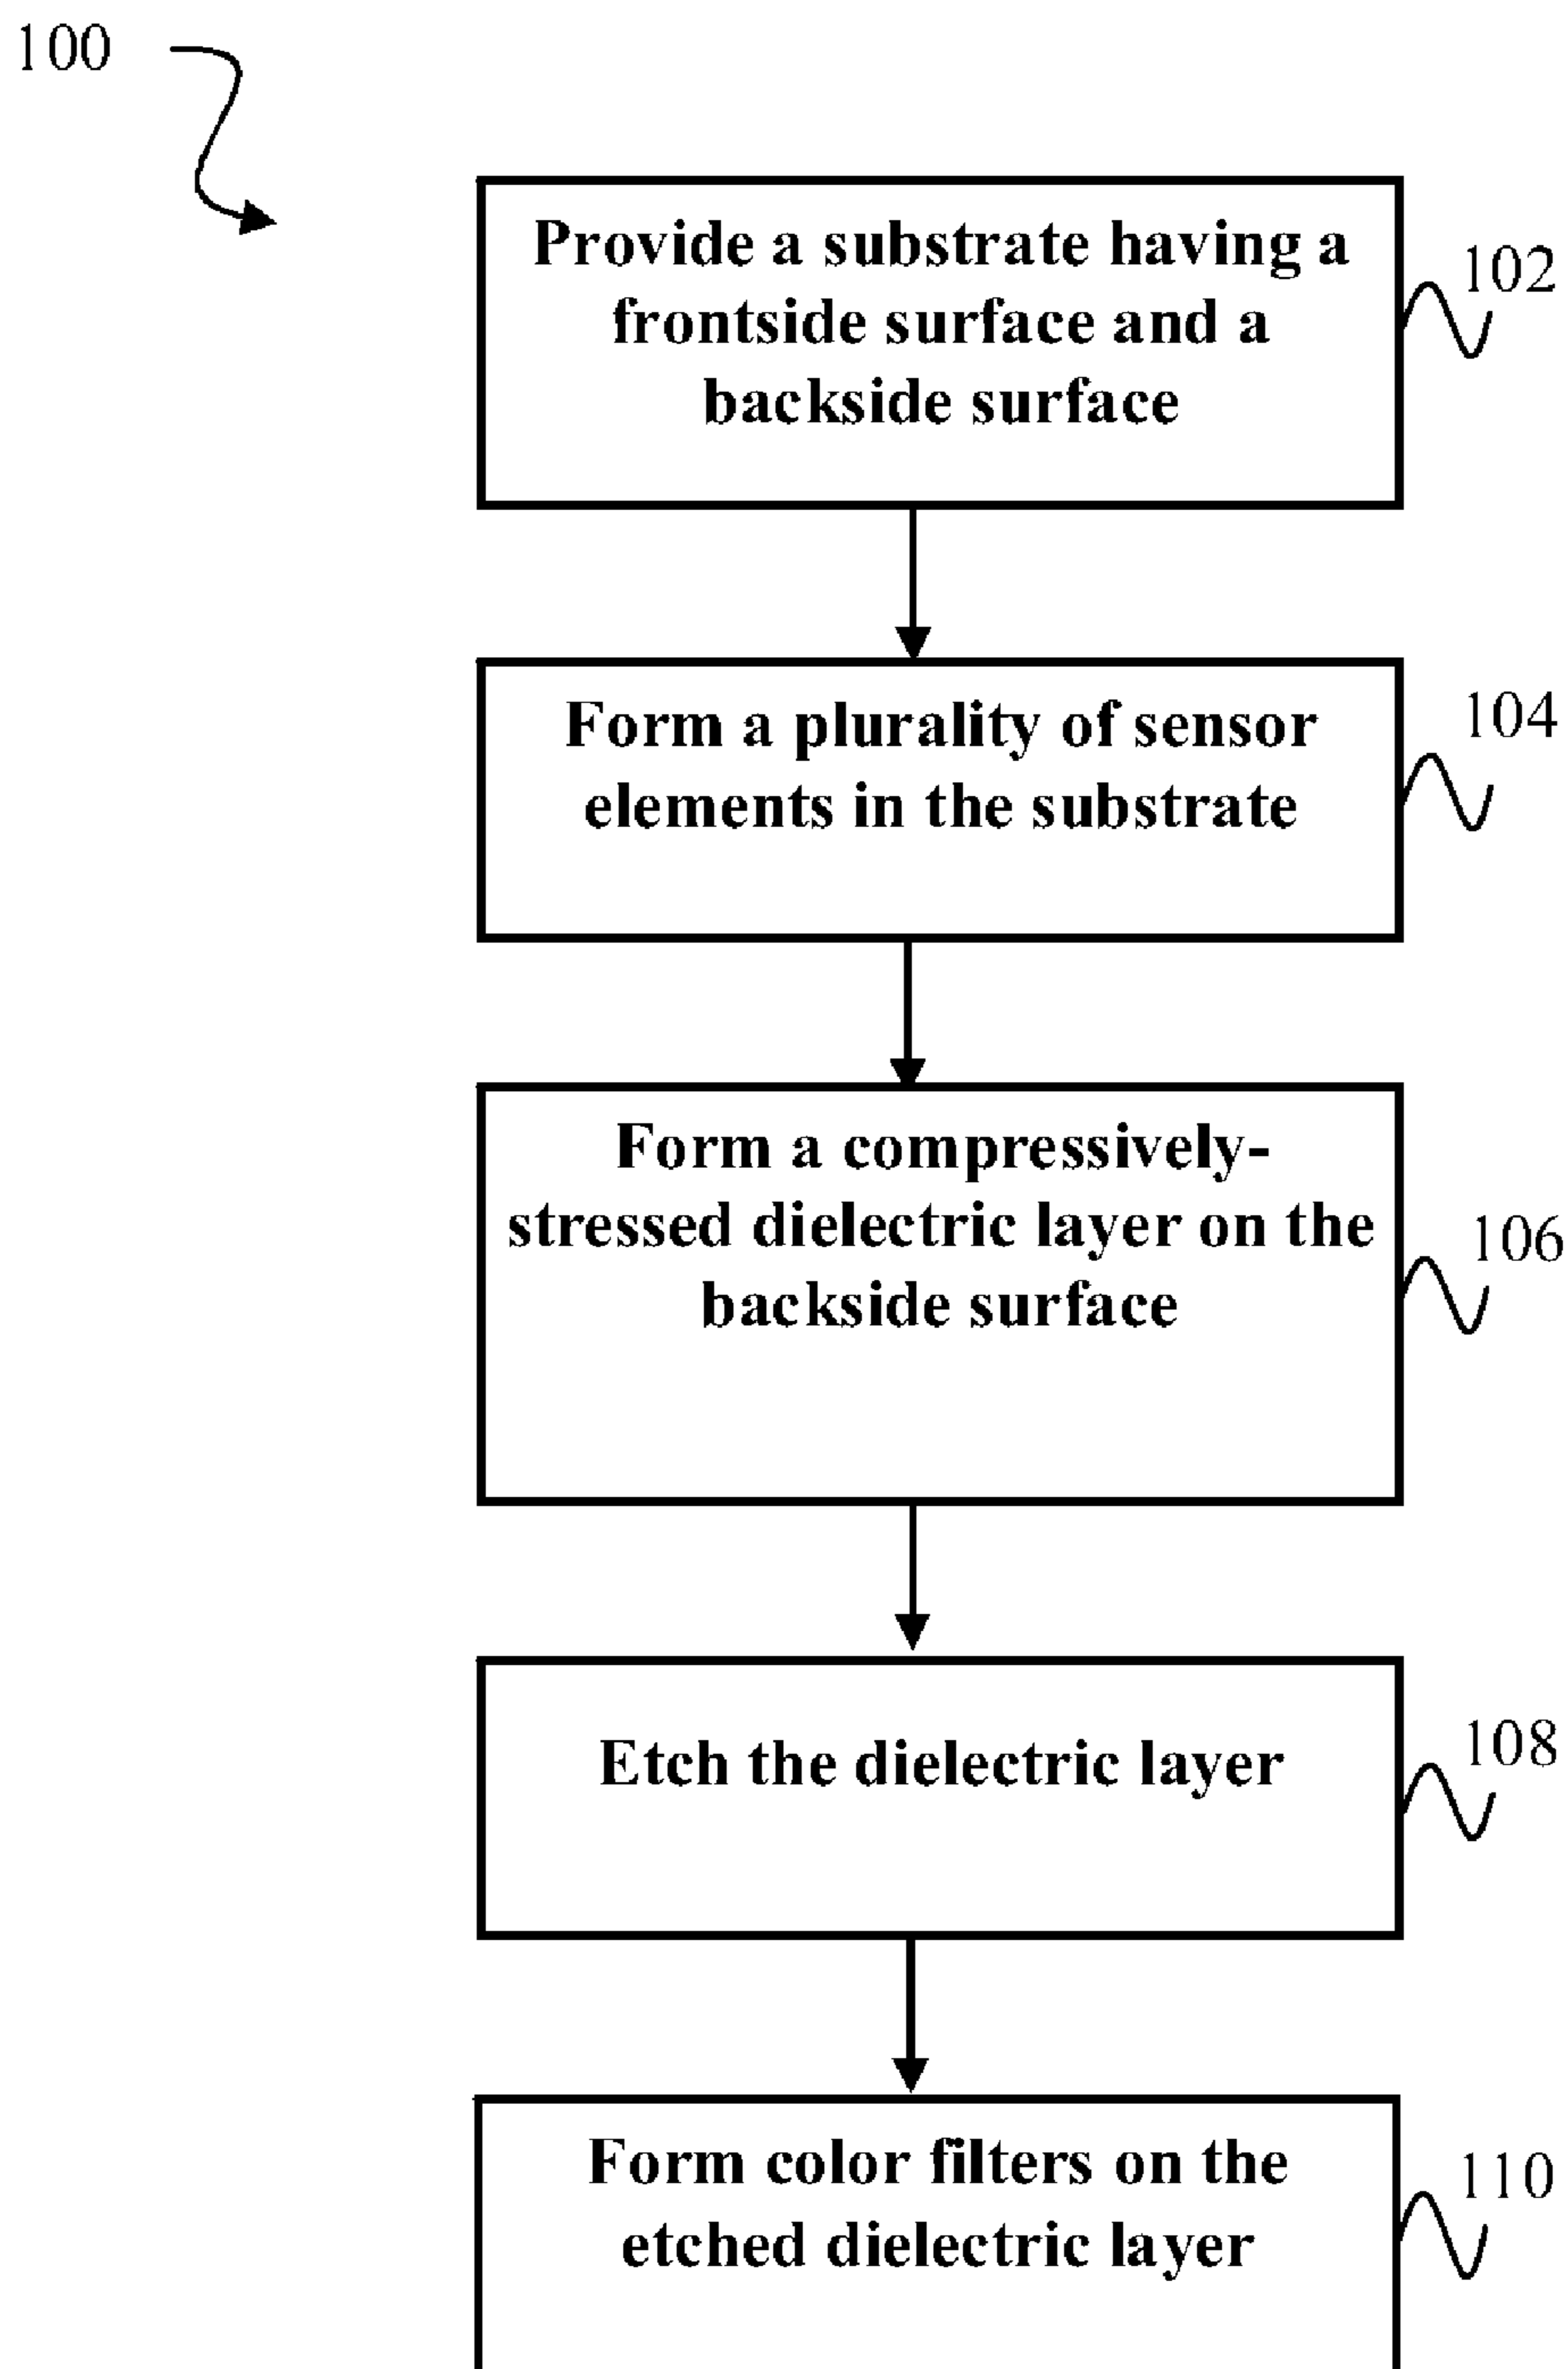 100
Provide a substrate having a
frontside surface and a
backside surface
102
Form a plurality of sensor
elements in the substrate
104
Form a compressively-
stressed dielectric layer on the
backside surface
106
Etch the dielectric layer
108
Form color filters on the
etched dielectric layer
110